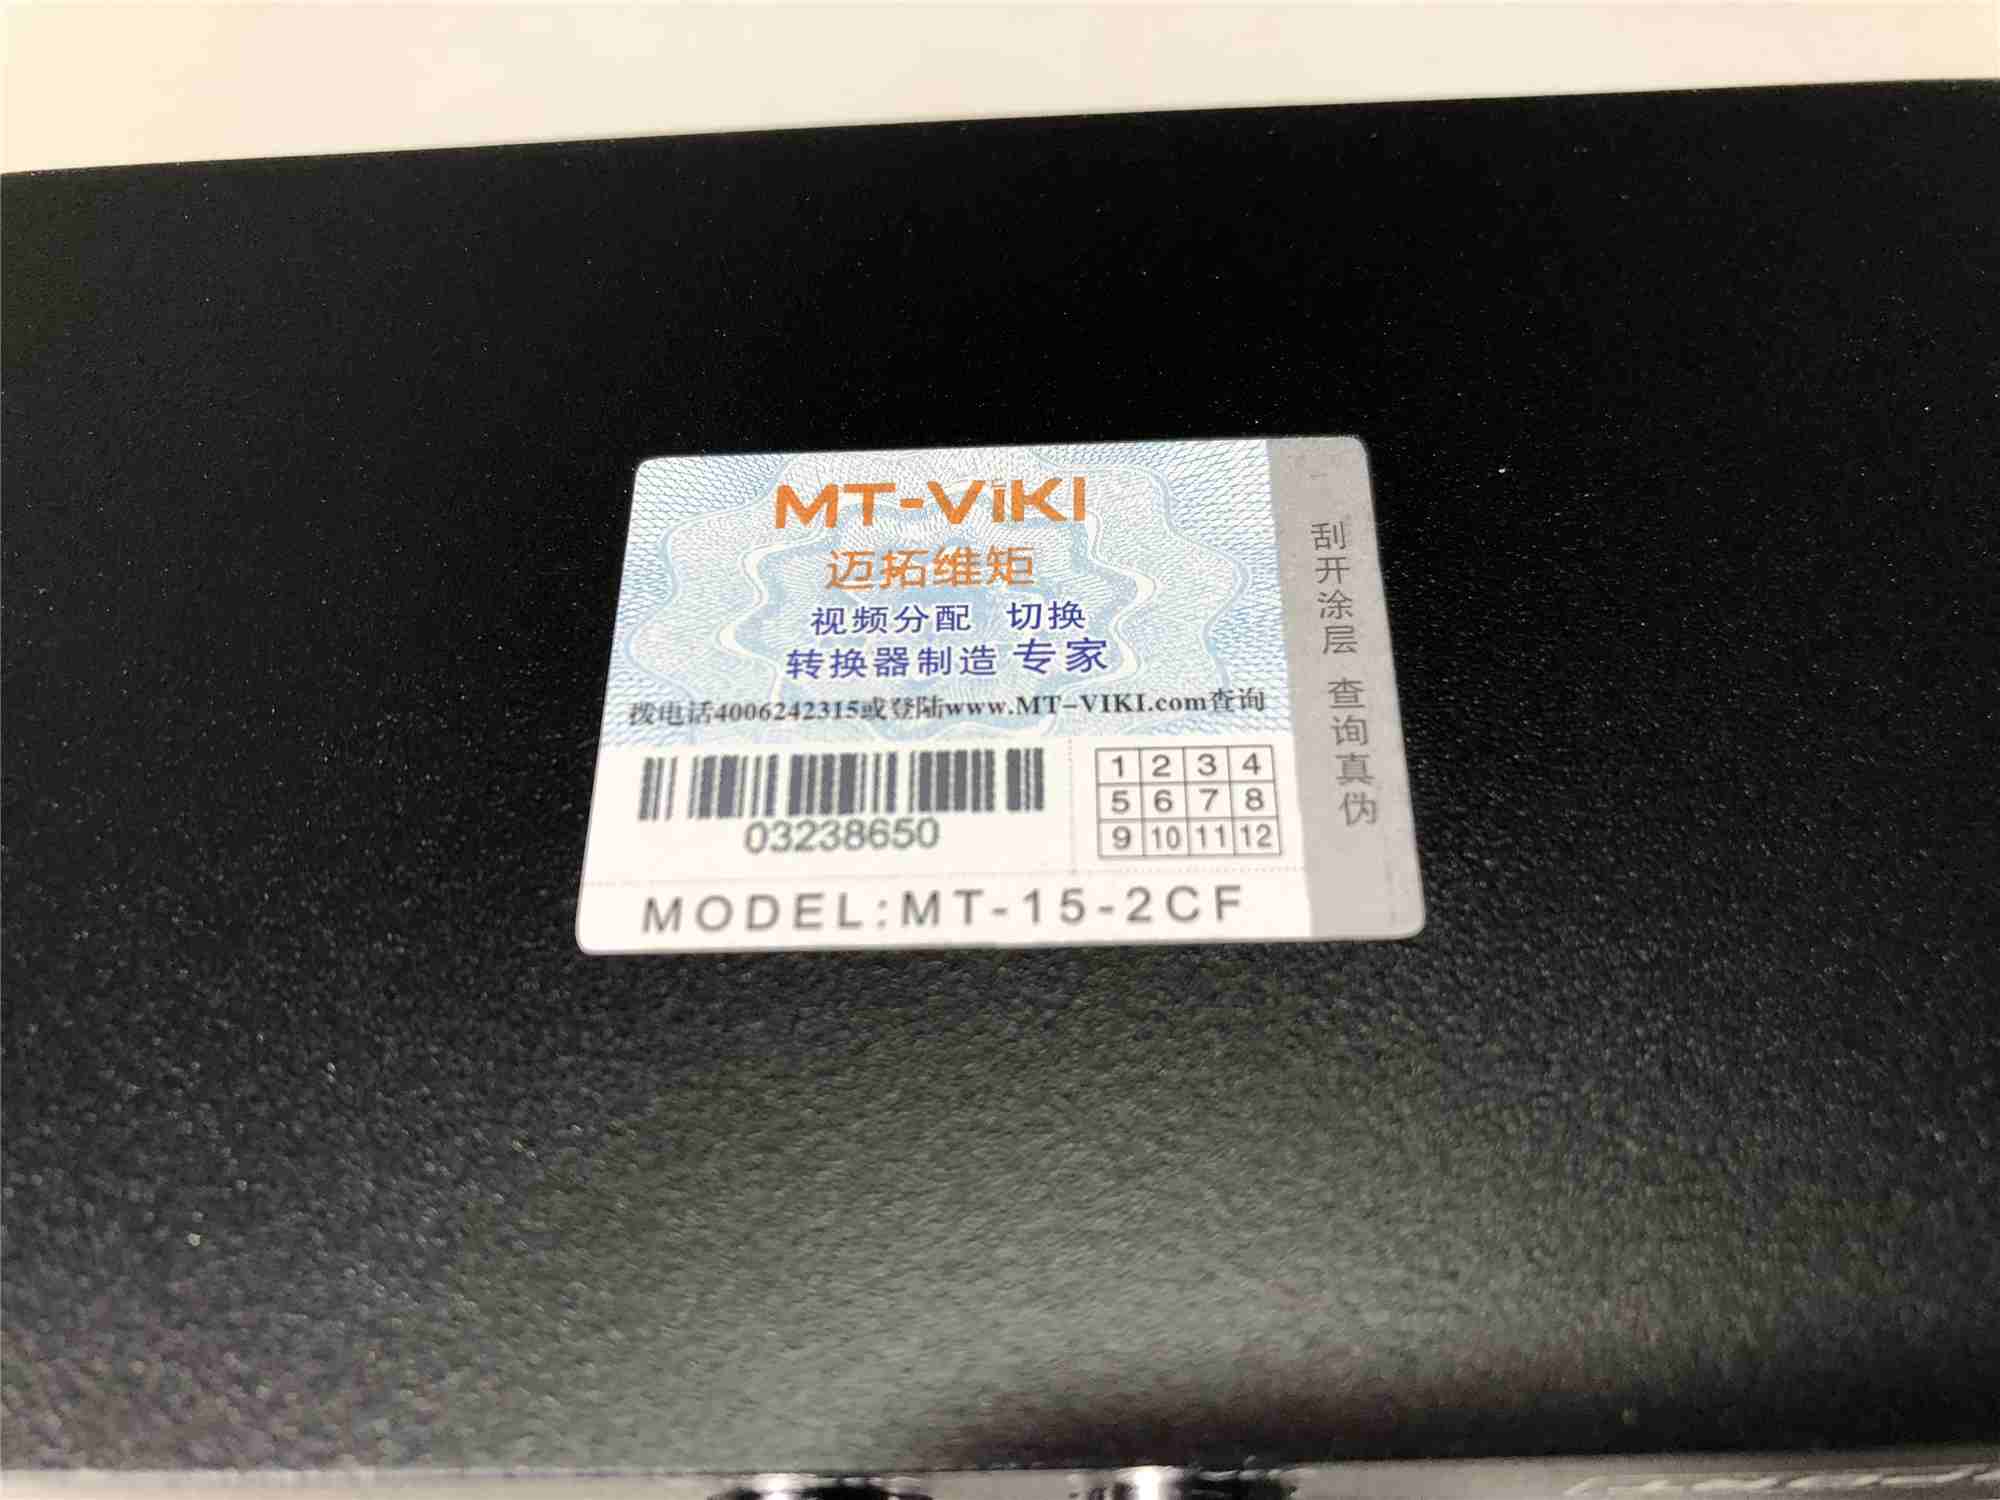 MT-ViKI
迈拓维矩
视频分配 切换
转换器制造 专家
拨电话4006242315或登陆www.MT-VIKI.com查询
03238650
1 2 3 4
5 6 7 8
9 10 11 12
MODEL:MT-15-2CF
刮开涂层 查询真伪